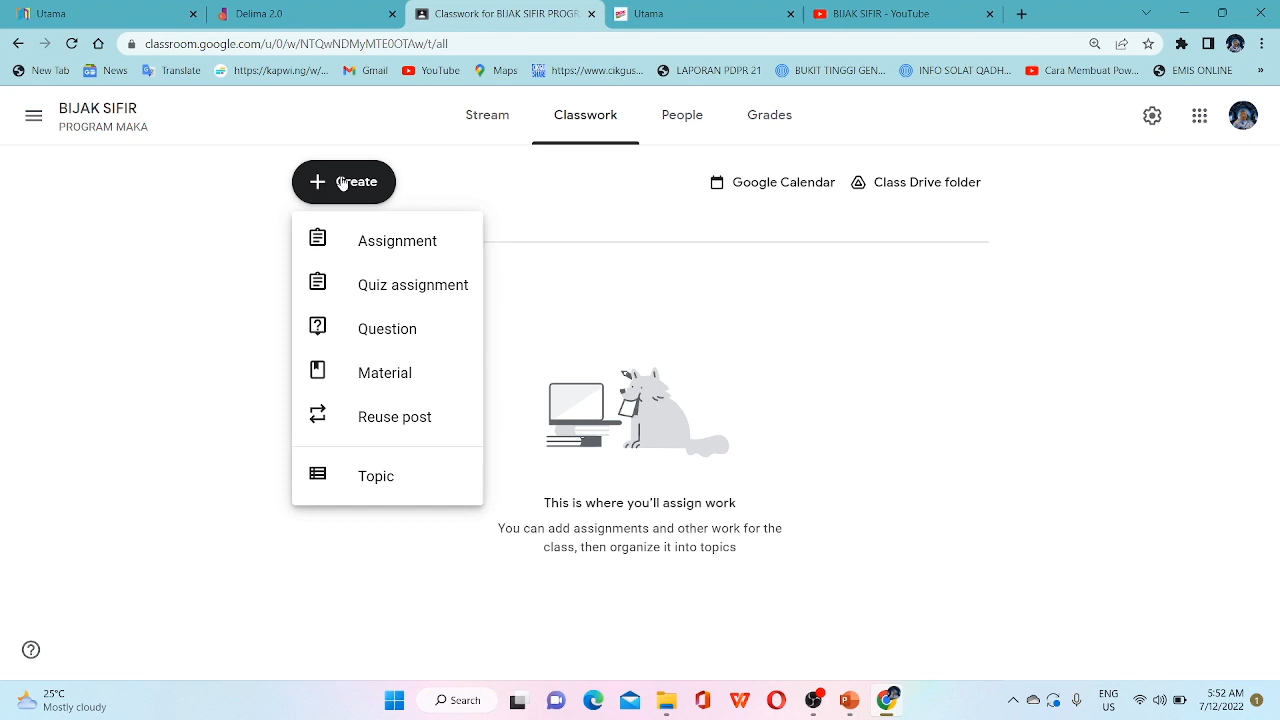 Utama
Delima 2.0
Classwork for BIJAK SIFIR PROGR
Utama
BIJAK SIFIR - YouTube
classroom.google.com/u/0/w/NTQwNDMyMTE0OTAw/t/all
New Tab
News
Translate
https://kapwing/w/...
Gmail
YouTube
Maps
https://www.cikgus...
LAPORAN PDPR 21
BUKIT TINGGI GEN...
INFO SOLAT QADH...
Cara Membuat Pow...
EMIS ONLINE
»
BIJAK SIFIR
PROGRAM MAKA
Stream
Classwork
People
Grades
Create
Google Calendar
Class Drive folder
Assignment
Quiz assignment
Question
Material
Reuse post
Topic
This is where you'll assign work
You can add assignments and other work for the
class, then organize it into topics
25°C
Mostly cloudy
Search
ENG
US
5:52 AM
7/12/2022
1